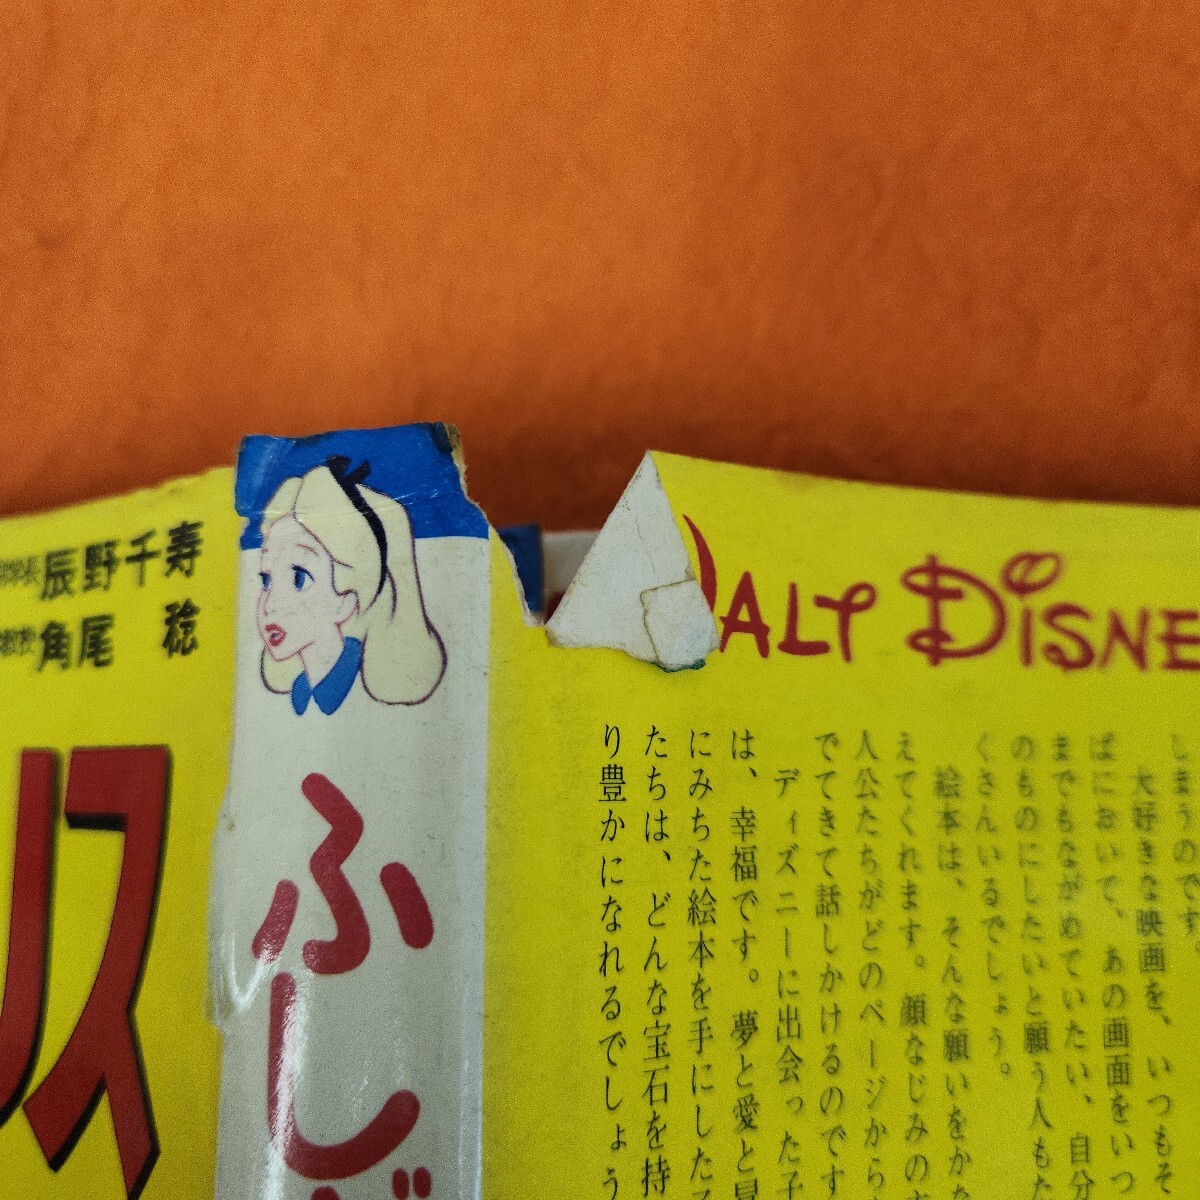 辰野千寿
角尾 稔
ス
ふしぎ
WALT DISNE
しまうのです。
大好きな映画を、いつもそ
ばにおいて、あの画面をいつ
までもながめていたい、自分
のものにしたいと願う人もた
くさんいるでしょう。
絵本は、そんな願いをかな
えてくれます。顔なじみの主
人公たちがどのページから
でてきて話しかけるのです
ディズニーに出会った子
は、幸福です。夢と愛と
にみちた絵本を手にした子
たちは、どんな宝石を持
り豊かになれるでしょう